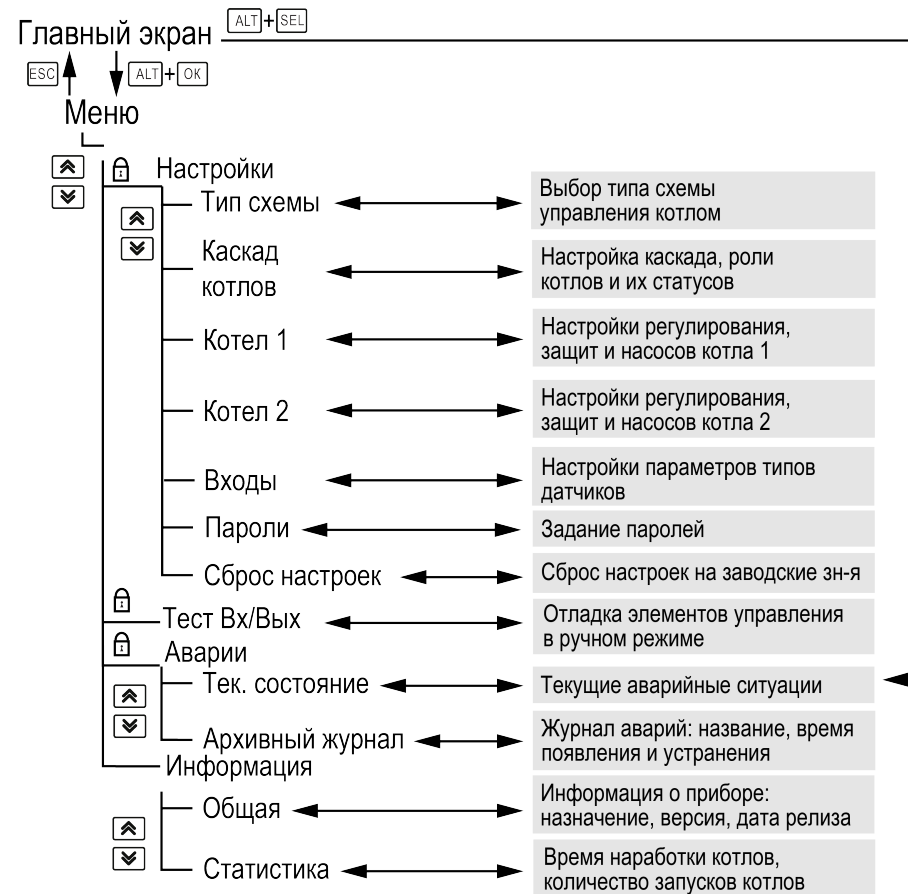 Главный экран ALT+SEL
ESC ALT+OK
Меню
Настройки
Тип схемы
Выбор типа схемы
управления котлом
Каскад
котлов
Настройка каскада, роли
котлов и их статусов
Котел 1
Настройки регулирования,
защит и насосов котла 1
Котел 2
Настройки регулирования,
защит и насосов котла 2
Входы
Настройки параметров типов
датчиков
Пароли
Задание паролей
Сброс настроек
Сброс настроек на заводские зн-я
Тест Вх/Вых
Отладка элементов управления
в ручном режиме
Аварии
Тек. состояние
Текущие аварийные ситуации
Архивный журнал
Журнал аварий: название, время
появления и устранения
Информация
Общая
Информация о приборе:
назначение, версия, дата релиза
Статистика
Время наработки котлов,
количество запусков котлов